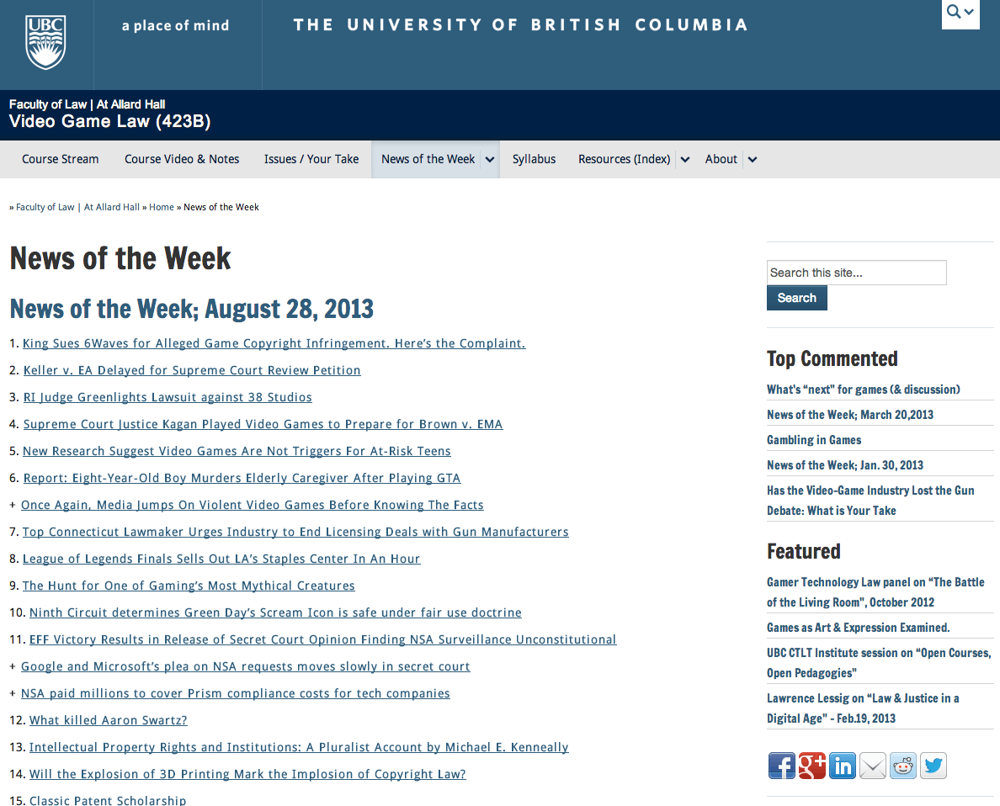 UBC
a place of mind
THE UNIVERSITY OF BRITISH COLUMBIA
Faculty of Law | At Allard Hall
Video Game Law (423B)
Course Stream
Course Video & Notes
Issues / Your Take
News of the Week
Syllabus
Resources (Index)
About
» Faculty of Law | At Allard Hall » Home » News of the Week
News of the Week
News of the Week; August 28, 2013
1. King Sues 6Waves for Alleged Game Copyright Infringement. Here’s the Complaint.
2. Keller v. EA Delayed for Supreme Court Review Petition
3. RI Judge Greenlights Lawsuit against 38 Studios
4. Supreme Court Justice Kagan Played Video Games to Prepare for Brown v. EMA
5. New Research Suggest Video Games Are Not Triggers For At-Risk Teens
6. Report: Eight-Year-Old Boy Murders Elderly Caregiver After Playing GTA
+ Once Again, Media Jumps On Violent Video Games Before Knowing The Facts
7. Top Connecticut Lawmaker Urges Industry to End Licensing Deals with Gun Manufacturers
8. League of Legends Finals Sells Out LA’s Staples Center In An Hour
9. The Hunt for One of Gaming’s Most Mythical Creatures
10. Ninth Circuit determines Green Day’s Scream Icon is safe under fair use doctrine
11. EFF Victory Results in Release of Secret Court Opinion Finding NSA Surveillance Unconstitutional
+ Google and Microsoft’s plea on NSA requests moves slowly in secret court
+ NSA paid millions to cover Prism compliance costs for tech companies
12. What killed Aaron Swartz?
13. Intellectual Property Rights and Institutions: A Pluralist Account by Michael E. Kenneally
14. Will the Explosion of 3D Printing Mark the Implosion of Copyright Law?
15. Classic Patent Scholarship
Search this site...
Search
Top Commented
What’s “next” for games (& discussion)
News of the Week; March 20,2013
Gambling in Games
News of the Week; Jan. 30, 2013
Has the Video-Game Industry Lost the Gun
Debate: What is Your Take
Featured
Gamer Technology Law panel on “The Battle
of the Living Room”, October 2012
Games as Art & Expression Examined.
UBC CTLT Institute session on “Open Courses,
Open Pedagogies”
Lawrence Lessig on “Law & Justice in a
Digital Age” - Feb.19, 2013